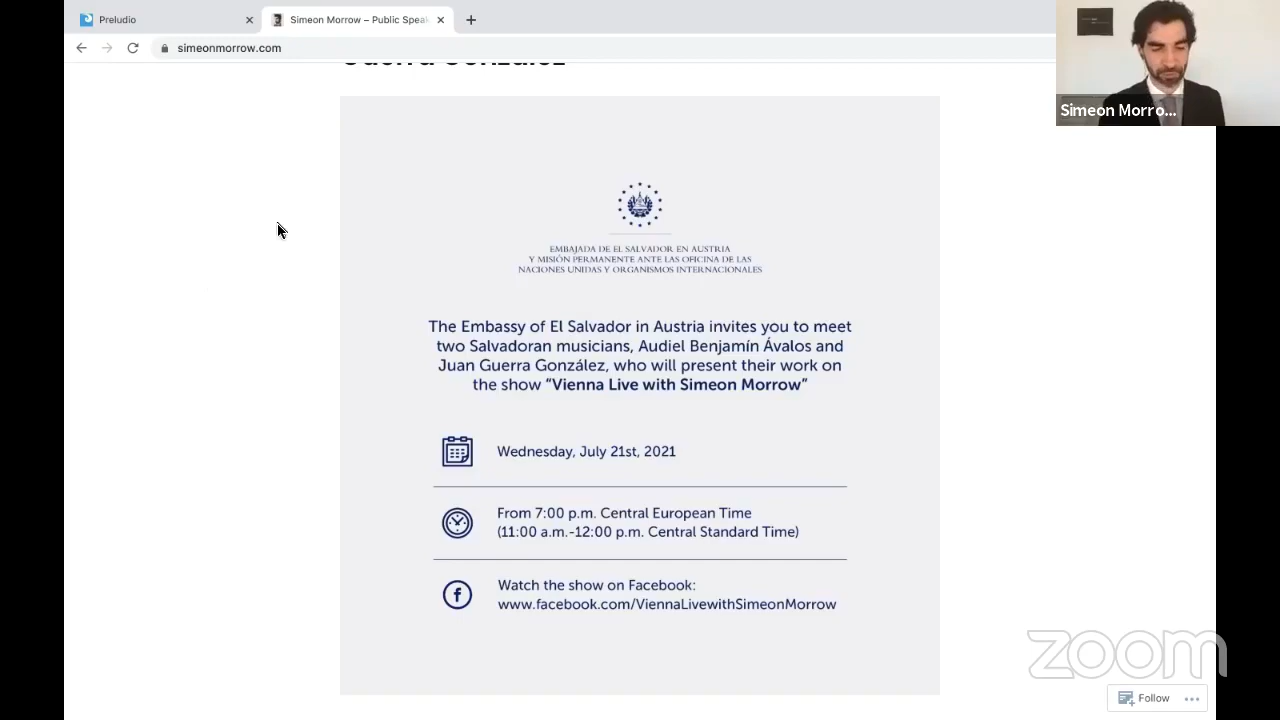 Preludio
Simeon Morrow – Public Speak
simeonmorrow.com
Guerra González
Simeon Morro...
EMBAJADA DE EL SALVADOR EN AUSTRIA
Y MISIÓN PERMANENTE ANTE LAS OFICINA DE LAS
NACIONES UNIDAS Y ORGANISMOS INTERNACIONALES
The Embassy of El Salvador in Austria invites you to meet
two Salvadoran musicians, Audiel Benjamín Ávalos and
Juan Guerra González, who will present their work on
the show “Vienna Live with Simeon Morrow”
Wednesday, July 21st, 2021
From 7:00 p.m. Central European Time
(11:00 a.m.-12:00 p.m. Central Standard Time)
Watch the show on Facebook:
www.facebook.com/ViennaLivewithSimeonMorrow
zoom
Follow